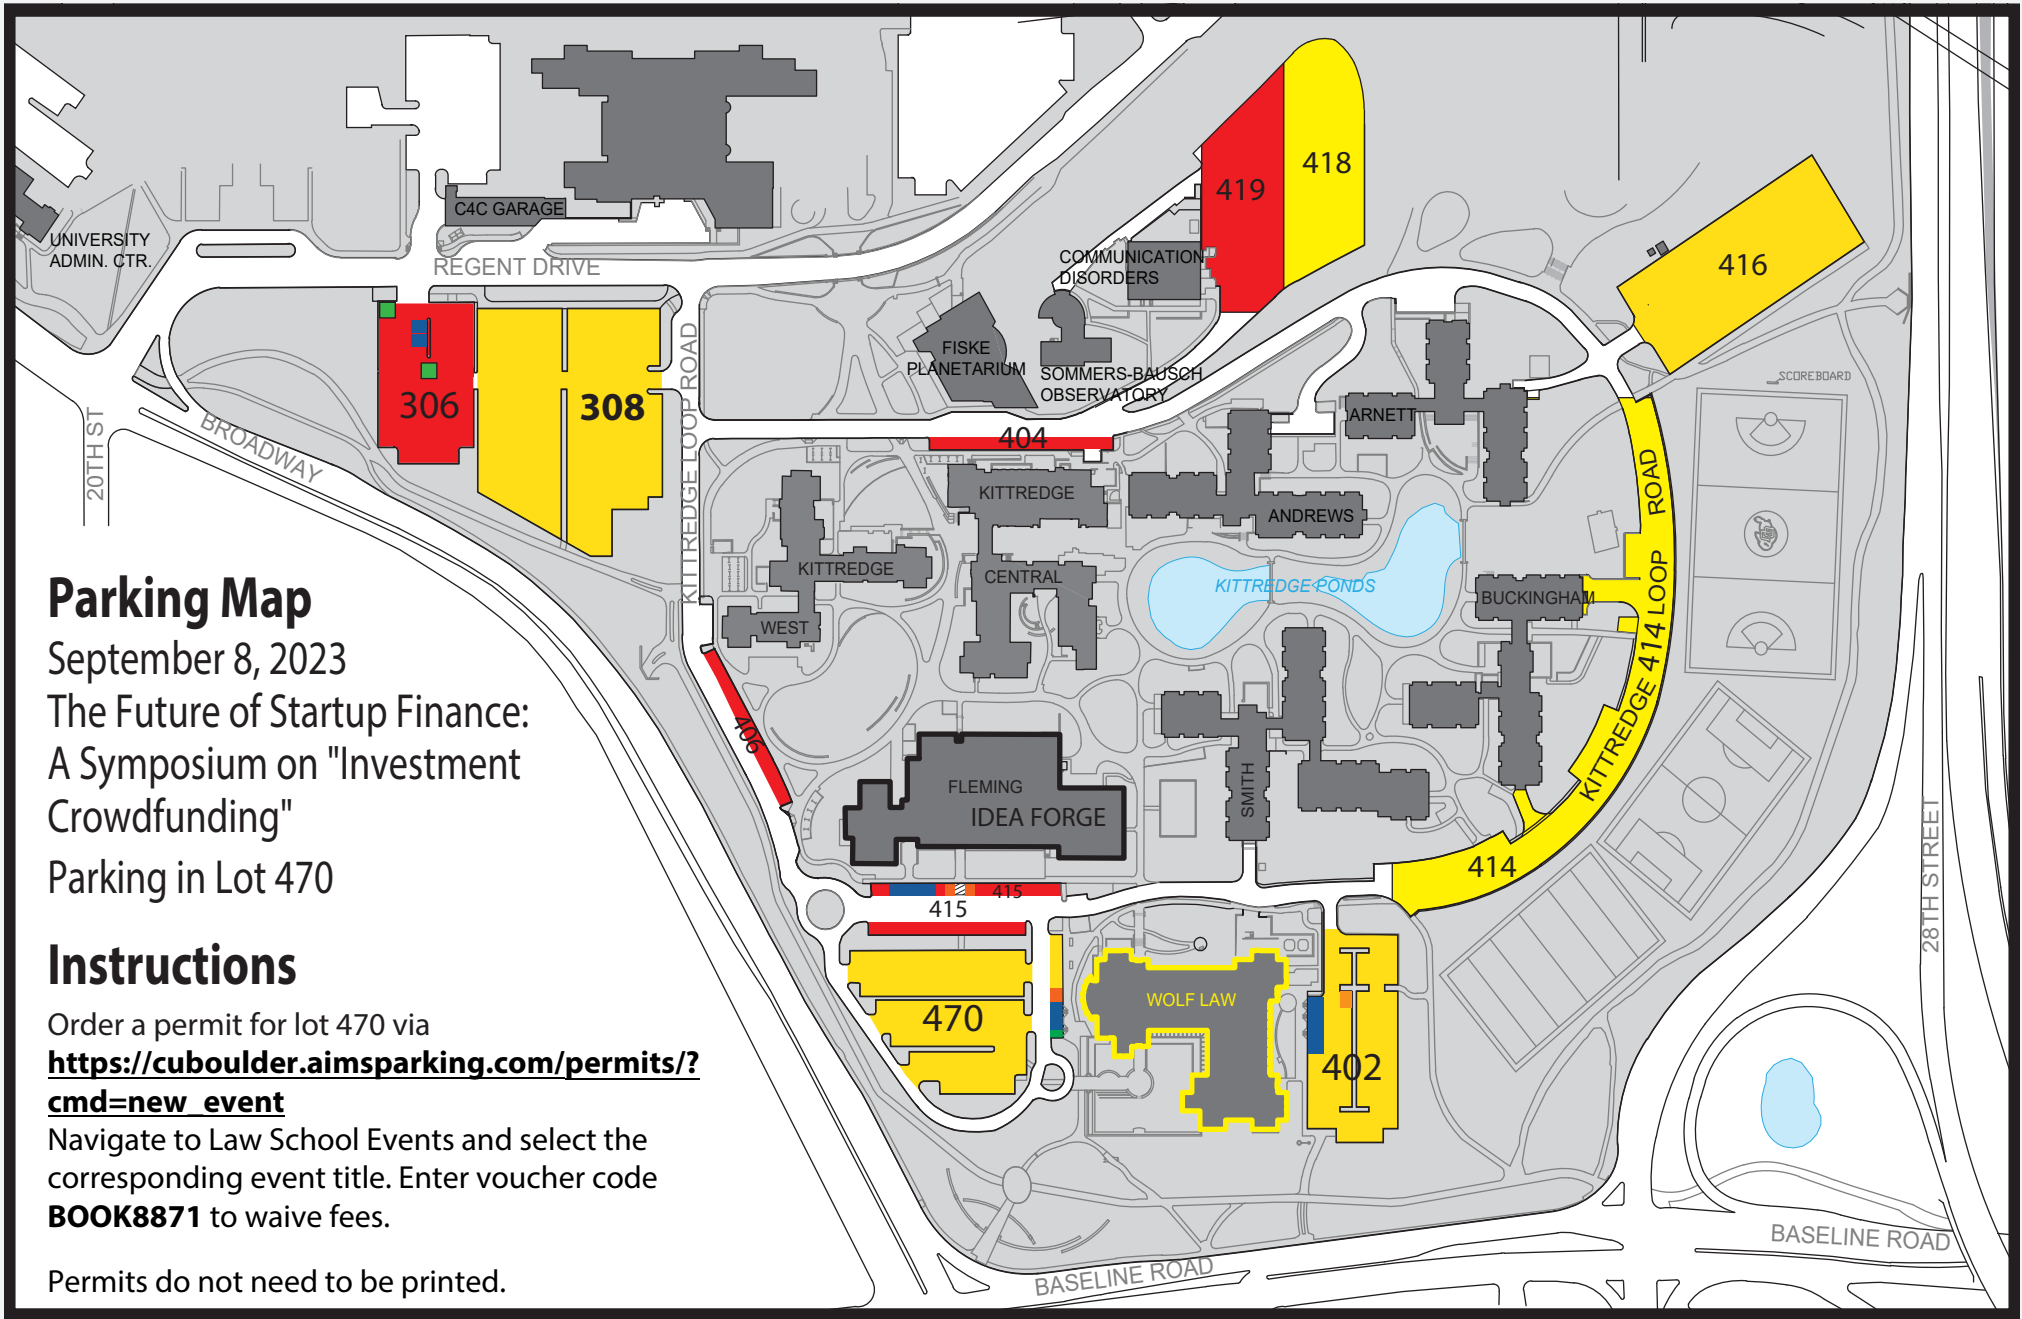 C4C GARAGE
UNIVERSITY
ADMIN. CTR.
REGENT DRIVE
419
418
416
COMMUNICATION
DISORDERS
FISKE
PLANETARIUM
SOMMERS-BAUSCH
OBSERVATORY
SCOREBOARD
306
308
KITTREDGE LOOP ROAD
20TH ST
BROADWAY
404
ARNETT
KITTREDGE
ANDREWS
KITTREDGE
CENTRAL
KITTREDGE PONDS
BUCKINGHAM
WEST
KITTREDGE 414 LOOP ROAD
406
FLEMING
IDEA FORGE
SMITH
414
415
415
28TH STREET
WOLF LAW
470
402
BASELINE ROAD
BASELINE ROAD
Parking Map
September 8, 2023
The Future of Startup Finance:
A Symposium on "Investment
Crowdfunding"
Parking in Lot 470
Instructions
Order a permit for lot 470 via
https://cuboulder.aimsparking.com/permits/?
cmd=new_event
Navigate to Law School Events and select the
corresponding event title. Enter voucher code
BOOK8871 to waive fees.
Permits do not need to be printed.